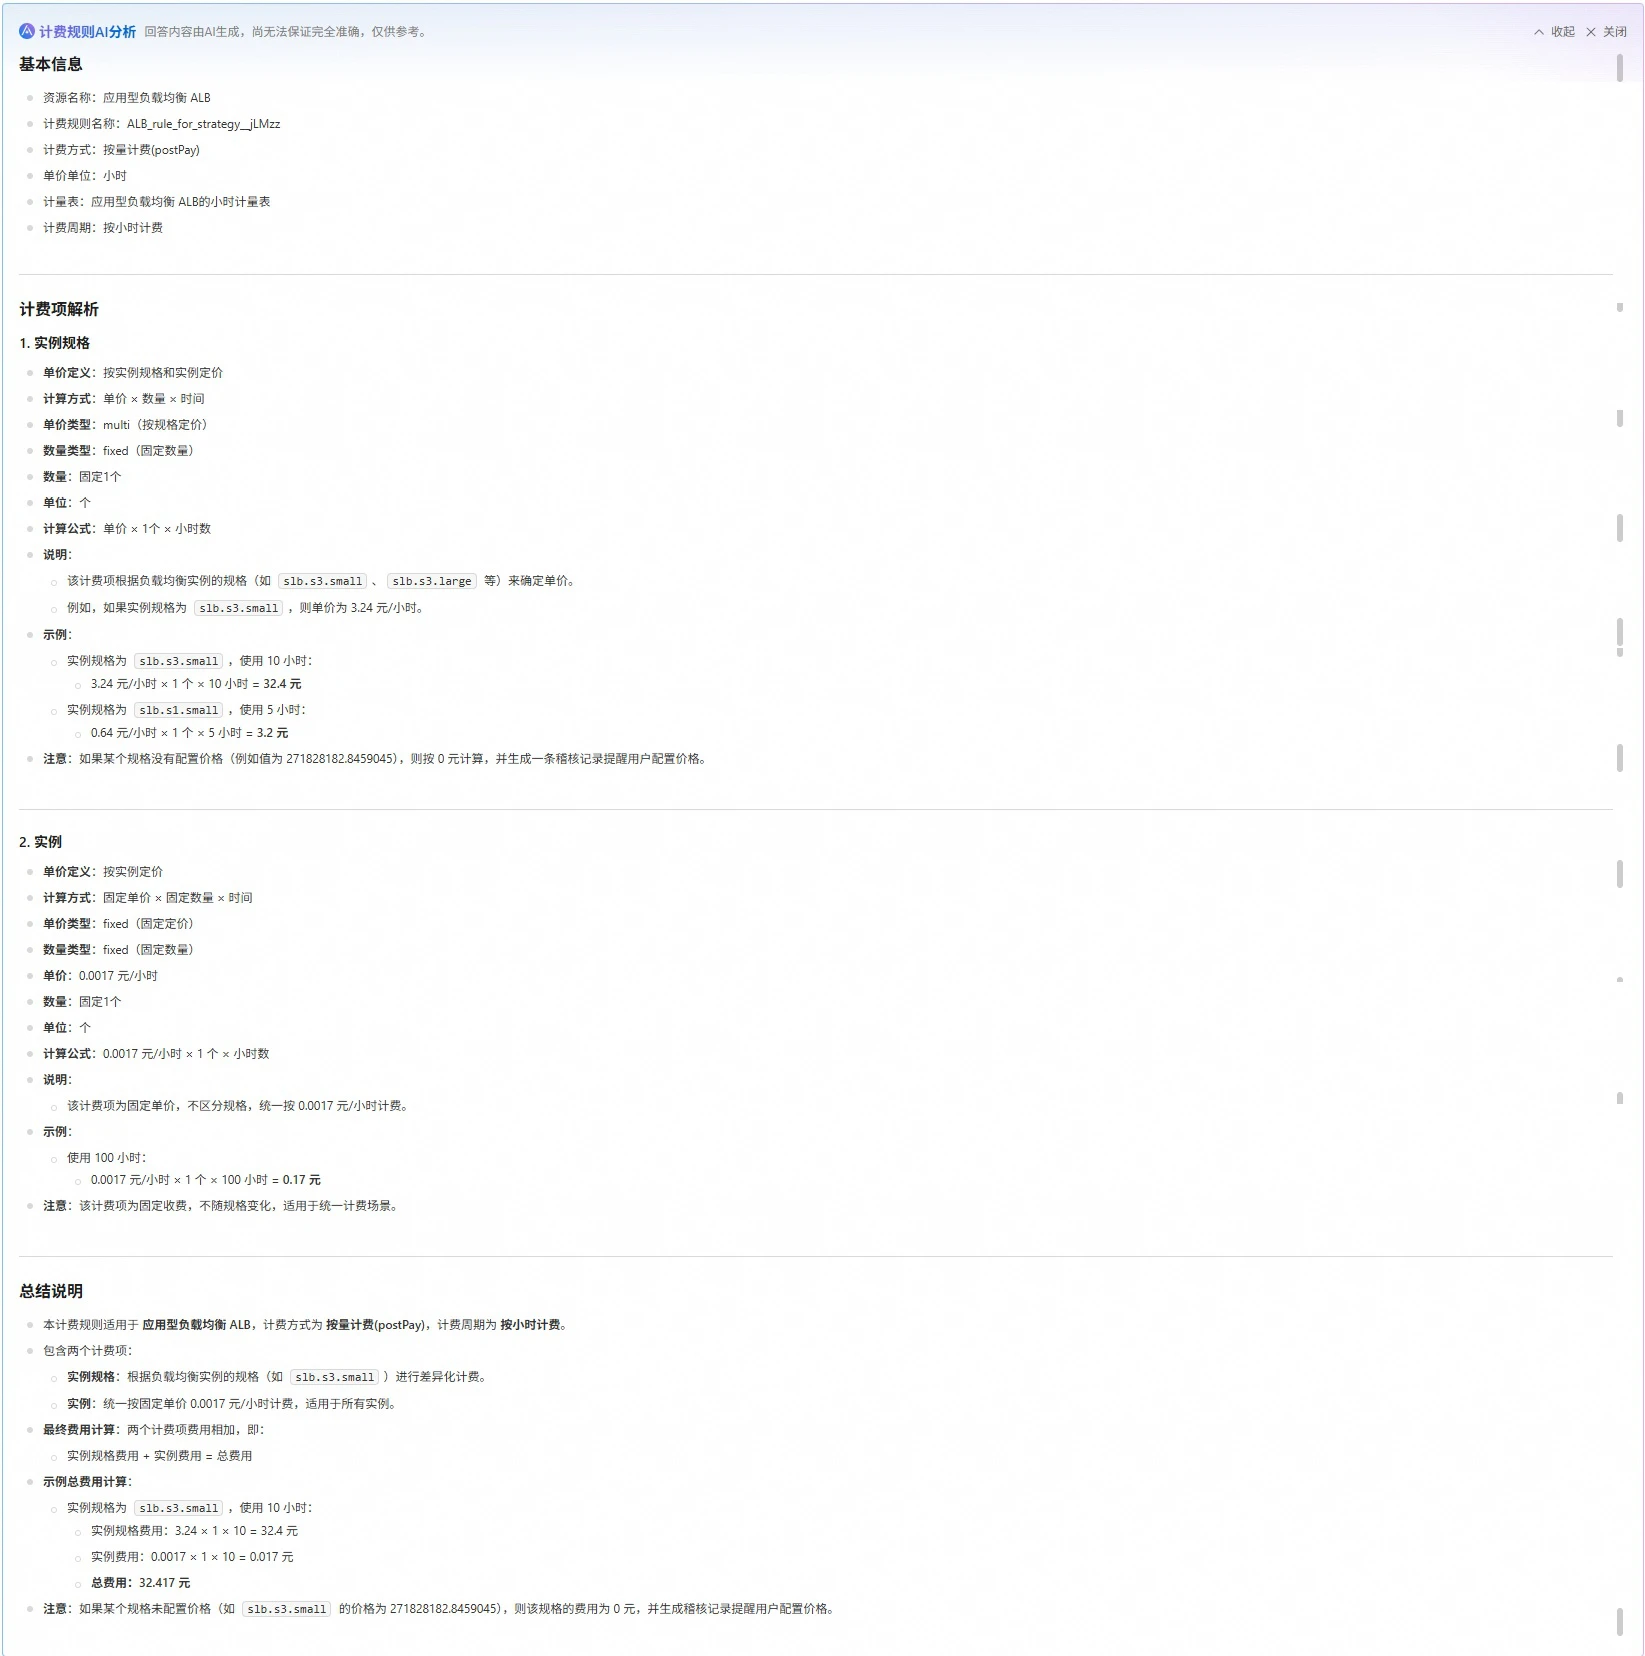 计费规则AI分析 回答内容由AI生成，尚无法保证完全准确，仅供参考。 收起 关闭
基本信息
资源名称：应用型负载均衡 ALB
计费规则名称：ALB_rule_for_strategy__jLMzz
计费方式：按量计费(postPay)
单价单位：小时
计量表：应用型负载均衡 ALB的小时计量表
计费周期：按小时计费
计费项解析
1. 实例规格
单价定义：按实例规格和实例定价
计算方式：单价 × 数量 × 时间
单价类型：multi（按规格定价）
数量类型：fixed（固定数量）
数量：固定1个
单位：个
计算公式：单价 × 1个 × 小时数
说明：
该计费项根据负载均衡实例的规格（如 slb.s3.small 、 slb.s3.large 等）来确定单价。
例如，如果实例规格为 slb.s3.small ，则单价为 3.24 元/小时。
示例：
实例规格为 slb.s3.small ，使用 10 小时：
3.24 元/小时 × 1 个 × 10 小时 = 32.4 元
实例规格为 slb.s1.small ，使用 5 小时：
0.64 元/小时 × 1 个 × 5 小时 = 3.2 元
注意：如果某个规格没有配置价格（例如值为 271828182.8459045），则按 0 元计算，并生成一条稽核记录提醒用户配置价格。
2. 实例
单价定义：按实例定价
计算方式：固定单价 × 固定数量 × 时间
单价类型：fixed（固定定价）
数量类型：fixed（固定数量）
单价：0.0017 元/小时
数量：固定1个
单位：个
计算公式：0.0017 元/小时 × 1 个 × 小时数
说明：
该计费项为固定单价，不区分规格，统一按 0.0017 元/小时计费。
示例：
使用 100 小时：
0.0017 元/小时 × 1 个 × 100 小时 = 0.17 元
注意：该计费项为固定收费，不随规格变化，适用于统一计费场景。
总结说明
本计费规则适用于 应用型负载均衡 ALB，计费方式为 按量计费(postPay)，计费周期为 按小时计费。
包含两个计费项：
实例规格：根据负载均衡实例的规格（如 slb.s3.small ）进行差异化计费。
实例：统一按固定单价 0.0017 元/小时计费，适用于所有实例。
最终费用计算：两个计费项费用相加，即：
实例规格费用 + 实例费用 = 总费用
示例总费用计算：
实例规格为 slb.s3.small ，使用 10 小时：
实例规格费用：3.24 × 1 × 10 = 32.4 元
实例费用：0.0017 × 1 × 10 = 0.017 元
总费用：32.417 元
注意：如果某个规格未配置价格（如 slb.s3.small 的价格为 271828182.8459045），则该规格的费用为 0 元，并生成稽核记录提醒用户配置价格。